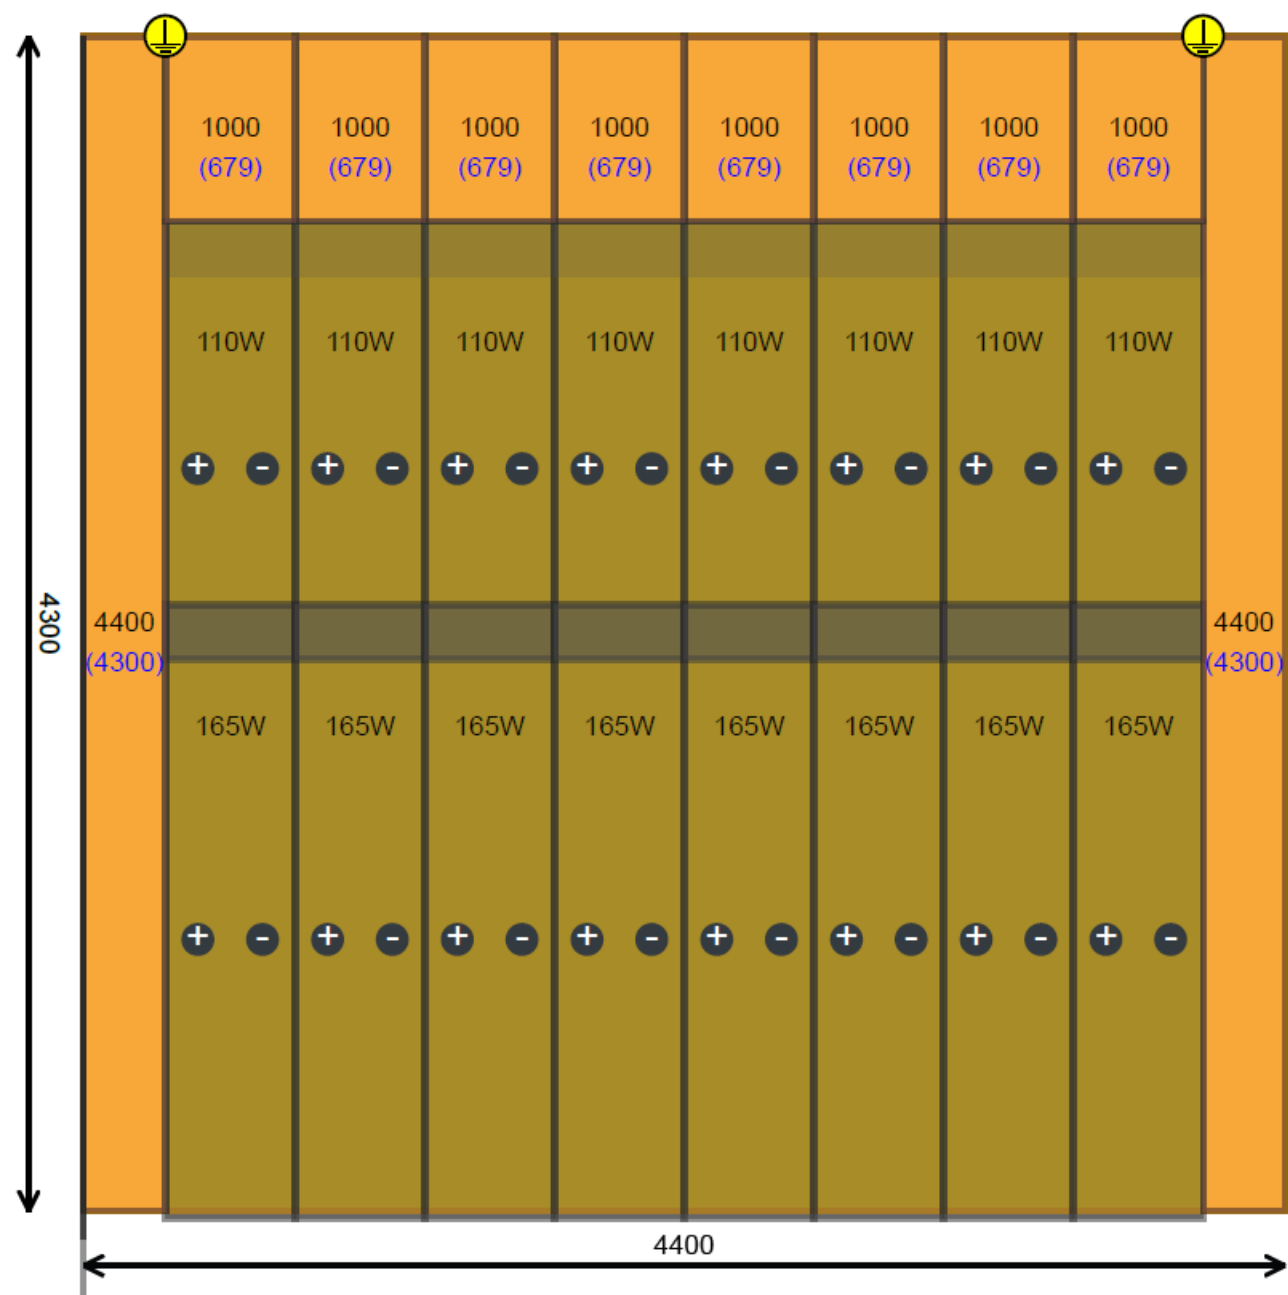 1000 1000 1000 1000 1000 1000 1000 1000
(679) (679) (679) (679) (679) (679) (679) (679)
110W 110W 110W 110W 110W 110W 110W 110W
+ - + - + - + - + - + - + - + -
4300
4400 4400
(4300) (4300)
165W 165W 165W 165W 165W 165W 165W 165W
+ - + - + - + - + - + - + - + -
4400